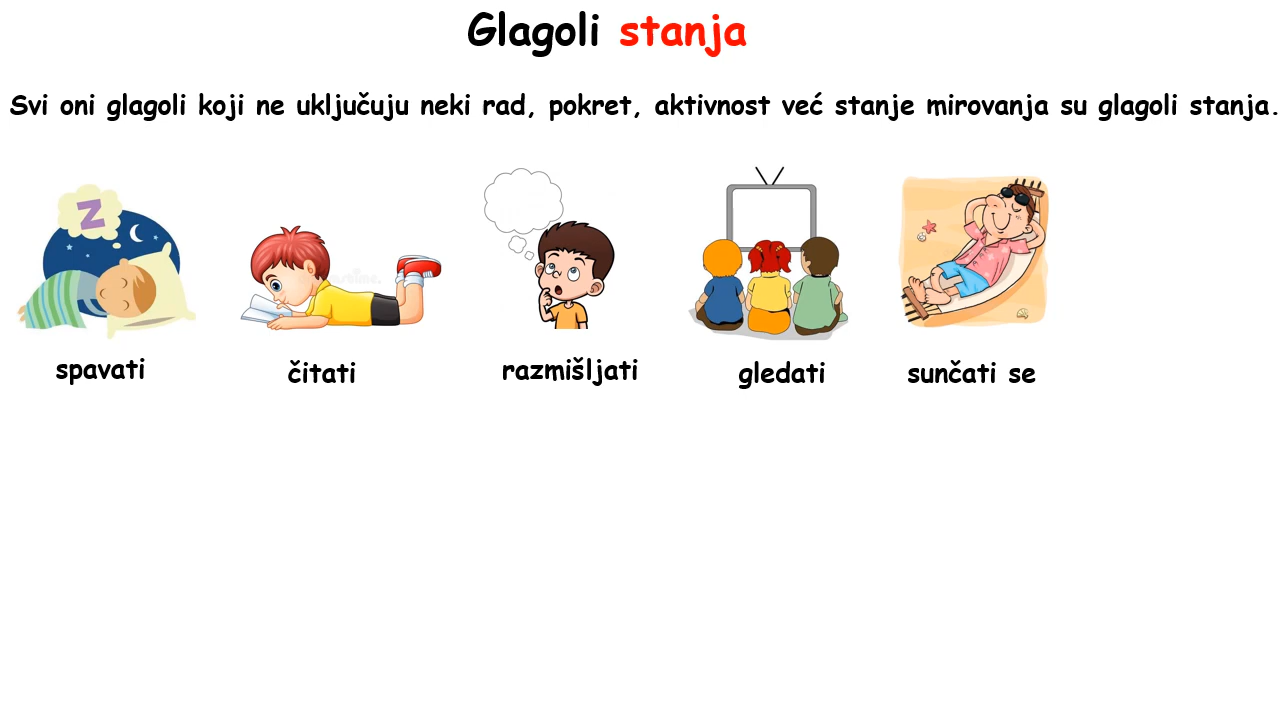 Glagoli stanja
Svi oni glagoli koji ne uključuju neki rad, pokret, aktivnost već stanje mirovanja su glagoli stanja.
Z
spavati
čitati
razmišljati
gledati
sunčati se